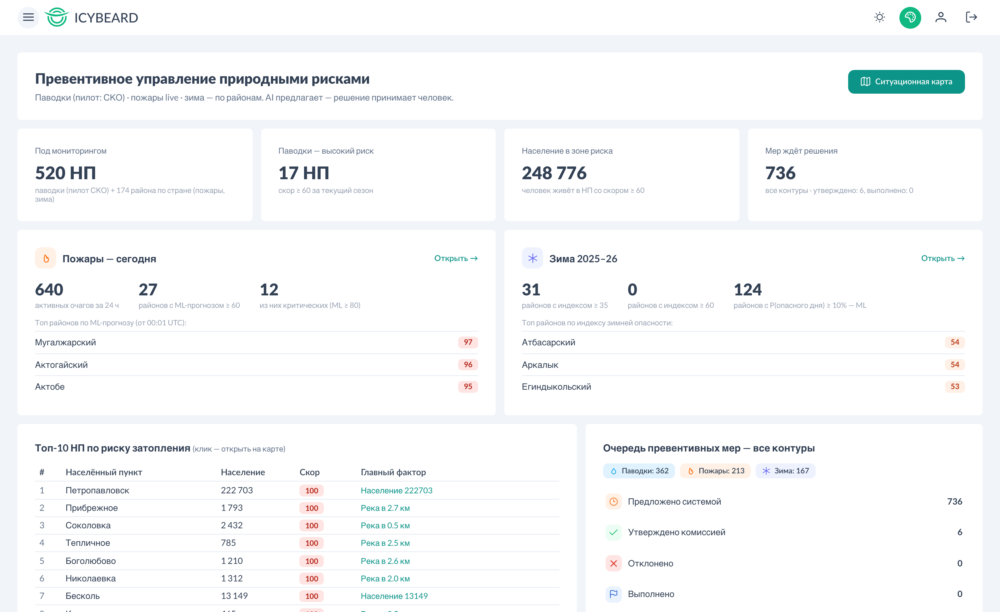 ICYBEARD
Превентивное управление природными рисками
Паводки (пилот: СКО) · пожары live · зима — по районам. AI предлагает — решение принимает человек.
Ситуационная карта
Под мониторингом
520 НП
паводки (пилот СКО) + 174 района по стране (пожары,
зима)
Паводки — высокий риск
17 НП
скор ≥ 60 за текущий сезон
Население в зоне риска
248 776
человек живёт в НП со скором ≥ 60
Мер ждёт решения
736
все контуры · утверждено: 6, выполнено: 0
Пожары — сегодня
Открыть →
640
активных очагов за 24 ч
27
районов с ML-прогнозом ≥ 60
12
из них критических (ML ≥ 80)
Топ районов по ML-прогнозу (от 00:01 UTC):
Мугалжарский 97
Актогайский 96
Актобе 95
Зима 2025–26
Открыть →
31
районов с индексом ≥ 35
0
районов с индексом ≥ 60
124
районов с P(опасного дня) ≥ 10% — ML
Топ районов по индексу зимней опасности:
Атбасарский 54
Аркалык 54
Егиндыкольский 53
Топ-10 НП по риску затопления (клик — открыть на карте)
# Населённый пункт Население Скор Главный фактор
1 Петропавловск 222 703 100 Население 222703
2 Прибрежное 1 793 100 Река в 2.7 км
3 Соколовка 2 432 100 Река в 0.5 км
4 Тепличное 785 100 Река в 2.5 км
5 Боголюбово 1 210 100 Река в 2.6 км
6 Николаевка 1 312 100 Река в 2.0 км
7 Бесколь 13 149 100 Население 13149
Очередь превентивных мер — все контуры
Паводки: 362 Пожары: 213 Зима: 167
Предложено системой 736
Утверждено комиссией 6
Отклонено 0
Выполнено 0